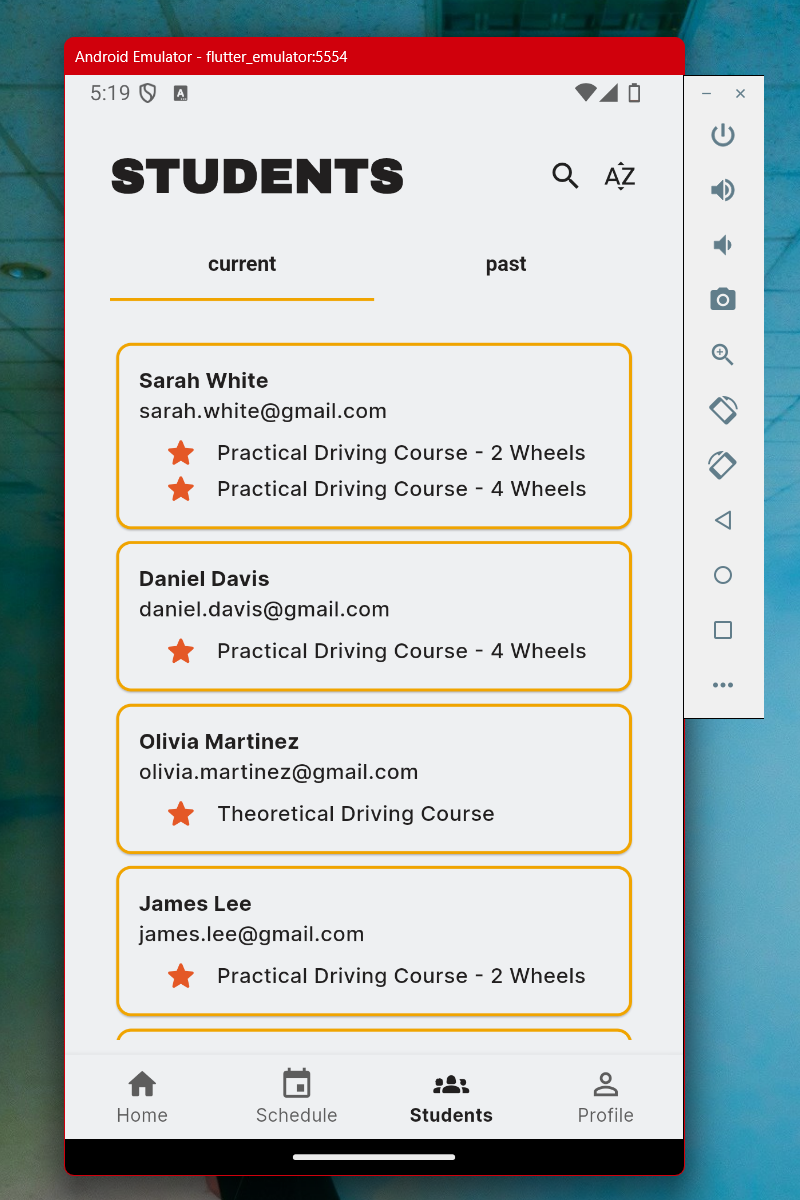 Android Emulator - flutter_emulator:5554
5:19 A
STUDENTS AZ
current past
Sarah White
sarah.white@gmail.com
Practical Driving Course - 2 Wheels
Practical Driving Course - 4 Wheels
Daniel Davis
daniel.davis@gmail.com
Practical Driving Course - 4 Wheels
Olivia Martinez
olivia.martinez@gmail.com
Theoretical Driving Course
James Lee
james.lee@gmail.com
Practical Driving Course - 2 Wheels
Home Schedule Students Profile